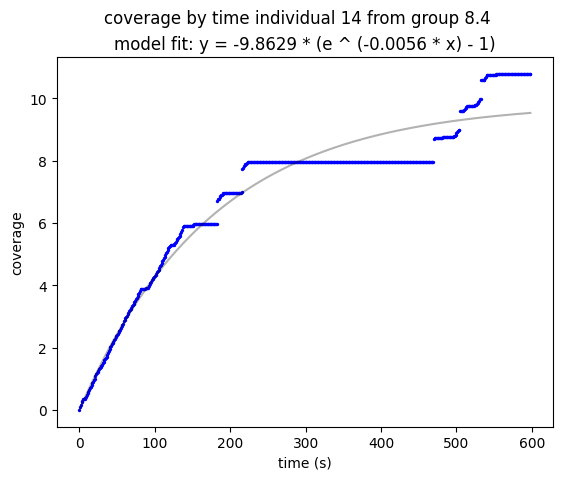 coverage by time individual 14 from group 8.4
model fit: y = -9.8629 * (e ^ (-0.0056 * x) - 1)
10
8
6
4
2
0
coverage
0 100 200 300 400 500 600
time (s)